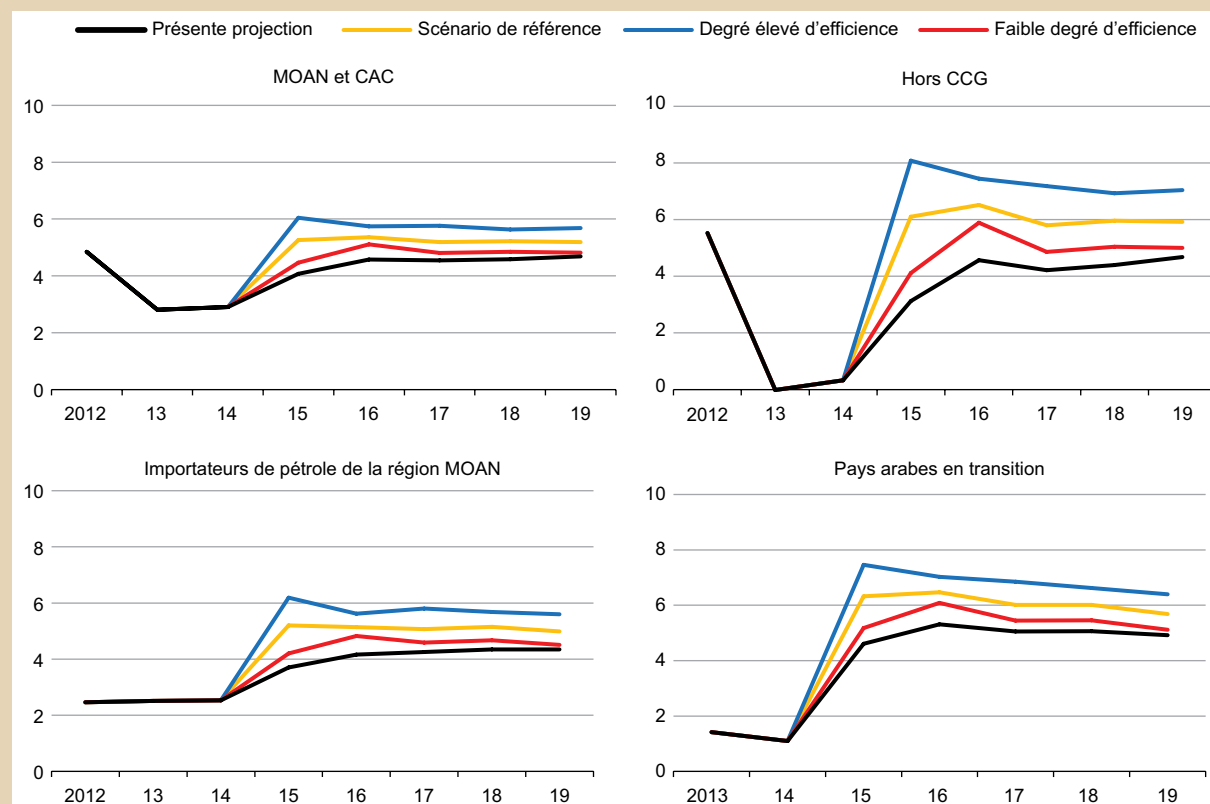 Présente projection Scénario de référence Degré élevé d'efficience Faible degré d'efficience
MOAN et CAC
10
8
6
4
2
0
2012 13 14 15 16 17 18 19
Hors CCG
10
8
6
4
2
0
2012 13 14 15 16 17 18 19
Importateurs de pétrole de la région MOAN
10
8
6
4
2
0
2012 13 14 15 16 17 18 19
Pays arabes en transition
10
8
6
4
2
0
2013 14 15 16 17 18 19